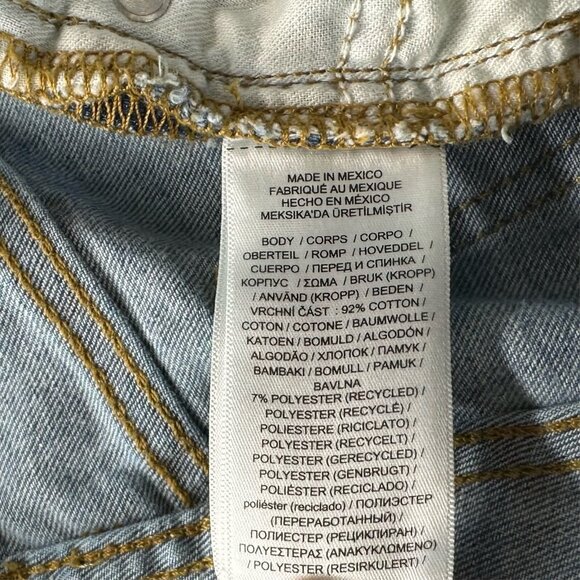 MADE IN MEXICO
FABRIQUÉ AU MEXIQUE
HECHO EN MÉXICO
MEKSIKA'DA ÜRETİLMİŞTİR
BODY / CORPS / CORPO /
OBERTEIL / ROMP / HOVEDDEL /
CUERPO / ПЕРЕД И СПИНКА /
КОРПУС / ΣΩΜΑ / BRUK (KROPP)
/ ANVÄND (KROPP) / BEDEN /
VRCHNÍ ČÁST : 92% COTTON /
COTON / COTONE / BAUMWOLLE /
KATOEN / BOMULD / ALGODÓN /
ALGODÃO / ХЛОПОК / ПАМУК /
BAMBAKI / BOMULL / PAMUK /
BAVLNA
7% POLYESTER (RECYCLED) /
POLYESTER (RECYCLÉ) /
POLIESTERE (RICICLATO) /
POLYESTER (RECYCELT) /
POLYESTER (GERECYCLED) /
POLYESTER (GENBRUGT) /
POLIÉSTER (RECICLADO) /
poliéster (reciclado) / ПОЛИЭСТЕР
(ПЕРЕРАБОТАННЫЙ) /
ПОЛИЕСТЕР (РЕЦИКЛИРАН) /
ΠΟΛΥΕΣΤΕΡΑΣ (ΑΝΑΚΥΚΛΩΜΕΝΟ)
/ POLYESTER (RESIRKULERT) /